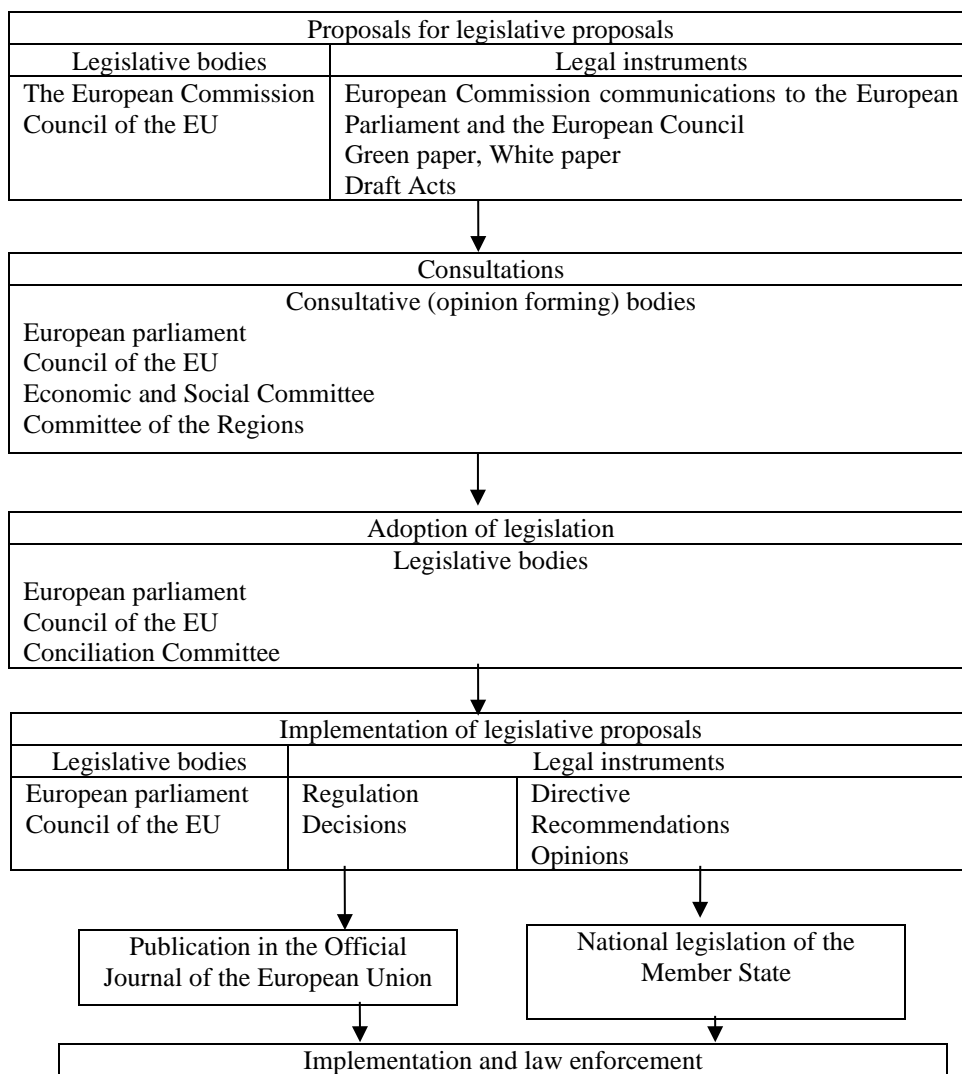 Proposals for legislative proposals
Legislative bodies
Legal instruments
The European Commission
Council of the EU
European Commission communications to the European
Parliament and the European Council
Green paper, White paper
Draft Acts
Consultations
Consultative (opinion forming) bodies
European parliament
Council of the EU
Economic and Social Committee
Committee of the Regions
Adoption of legislation
Legislative bodies
European parliament
Council of the EU
Conciliation Committee
Implementation of legislative proposals
Legislative bodies
Legal instruments
European parliament
Council of the EU
Regulation
Decisions
Directive
Recommendations
Opinions
Publication in the Official
Journal of the European Union
National legislation of the
Member State
Implementation and law enforcement